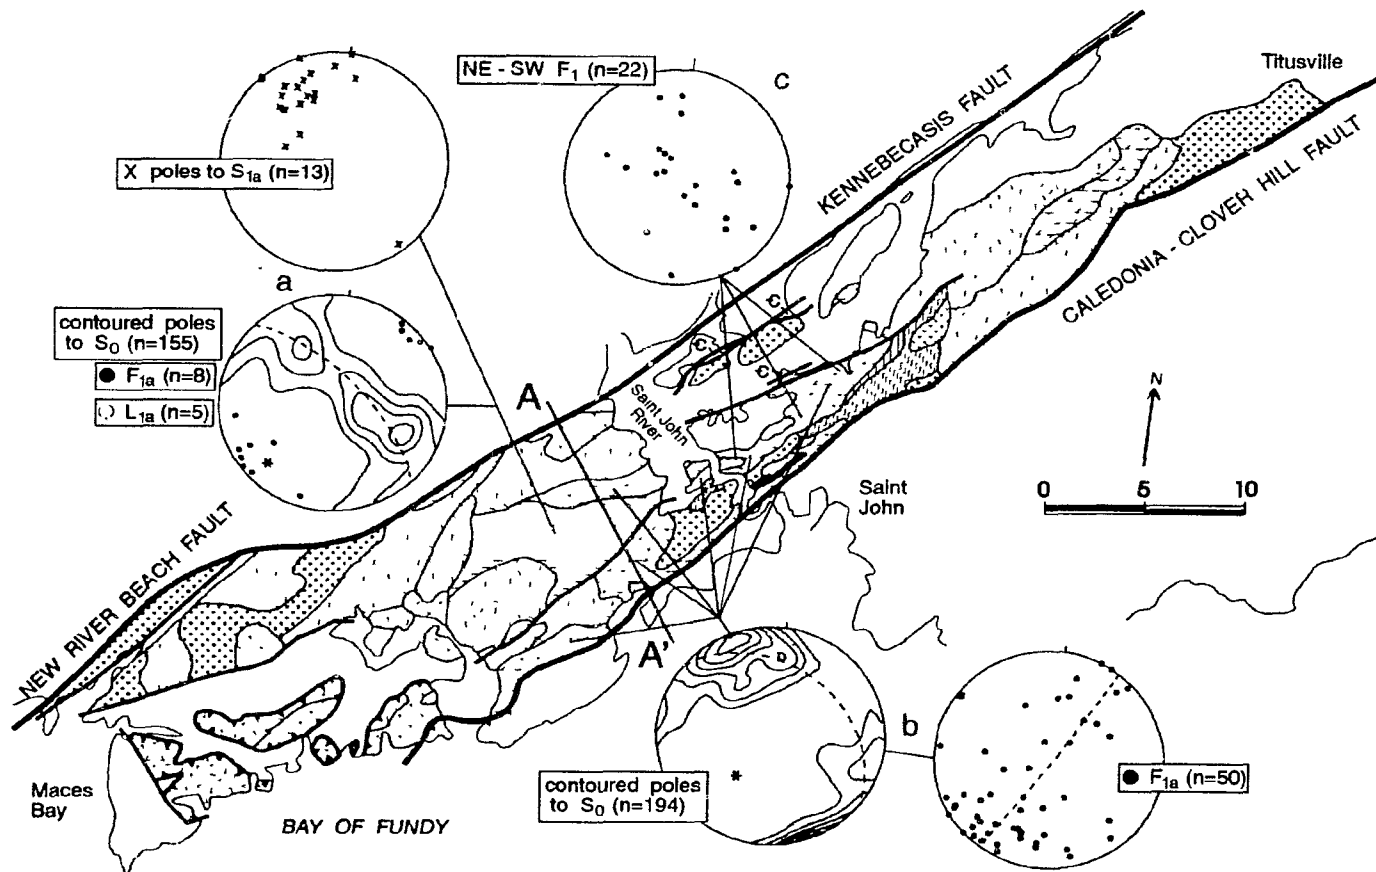 NE - SW F1 (n=22)
c
Titusville
KENNEBECASIS FAULT
X poles to S1a (n=13)
CALEDONIA - CLOVER HILL FAULT
a
contoured poles
to S0 (n=155)
F1a (n=8)
L1a (n=5)
c
c
c
A
Saint John
River
N
Saint
John
0 5 10
NEW RIVER BEACH FAULT
A'
b
contoured poles
to S0 (n=194)
F1a (n=50)
Maces
Bay
BAY OF FUNDY